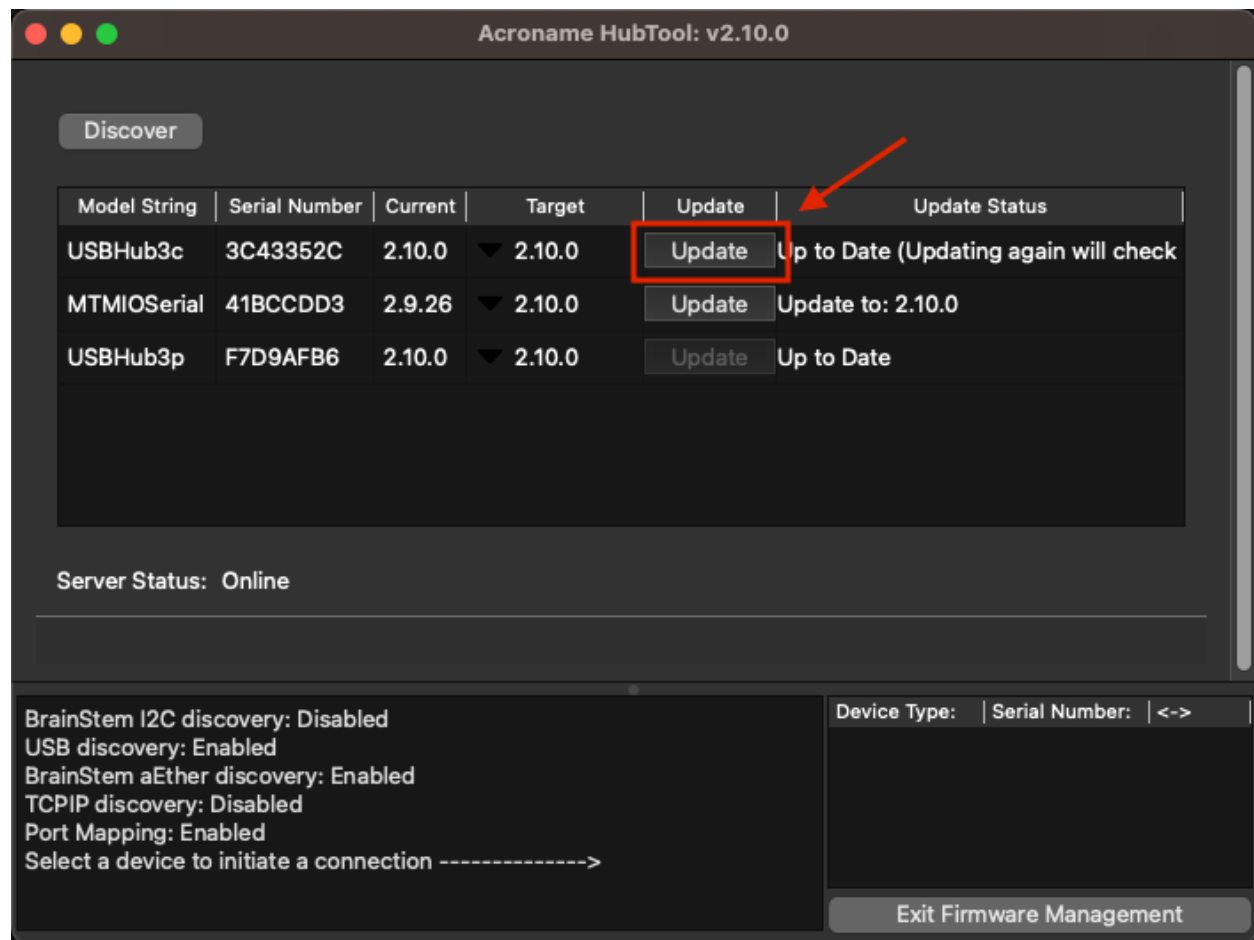 Acroname HubTool: v2.10.0
Discover
Model String Serial Number Current Target Update Update Status
USBHub3c 3C43352C 2.10.0 2.10.0 Update Up to Date (Updating again will check
MTMIOSerial 41BCCDD3 2.9.26 2.10.0 Update Update to: 2.10.0
USBHub3p F7D9AFB6 2.10.0 2.10.0 Update Up to Date
Server Status: Online
BrainStem I2C discovery: Disabled
USB discovery: Enabled
BrainStem aEther discovery: Enabled
TCPIP discovery: Disabled
Port Mapping: Enabled
Select a device to initiate a connection -------------->
Device Type: Serial Number: <->
Exit Firmware Management